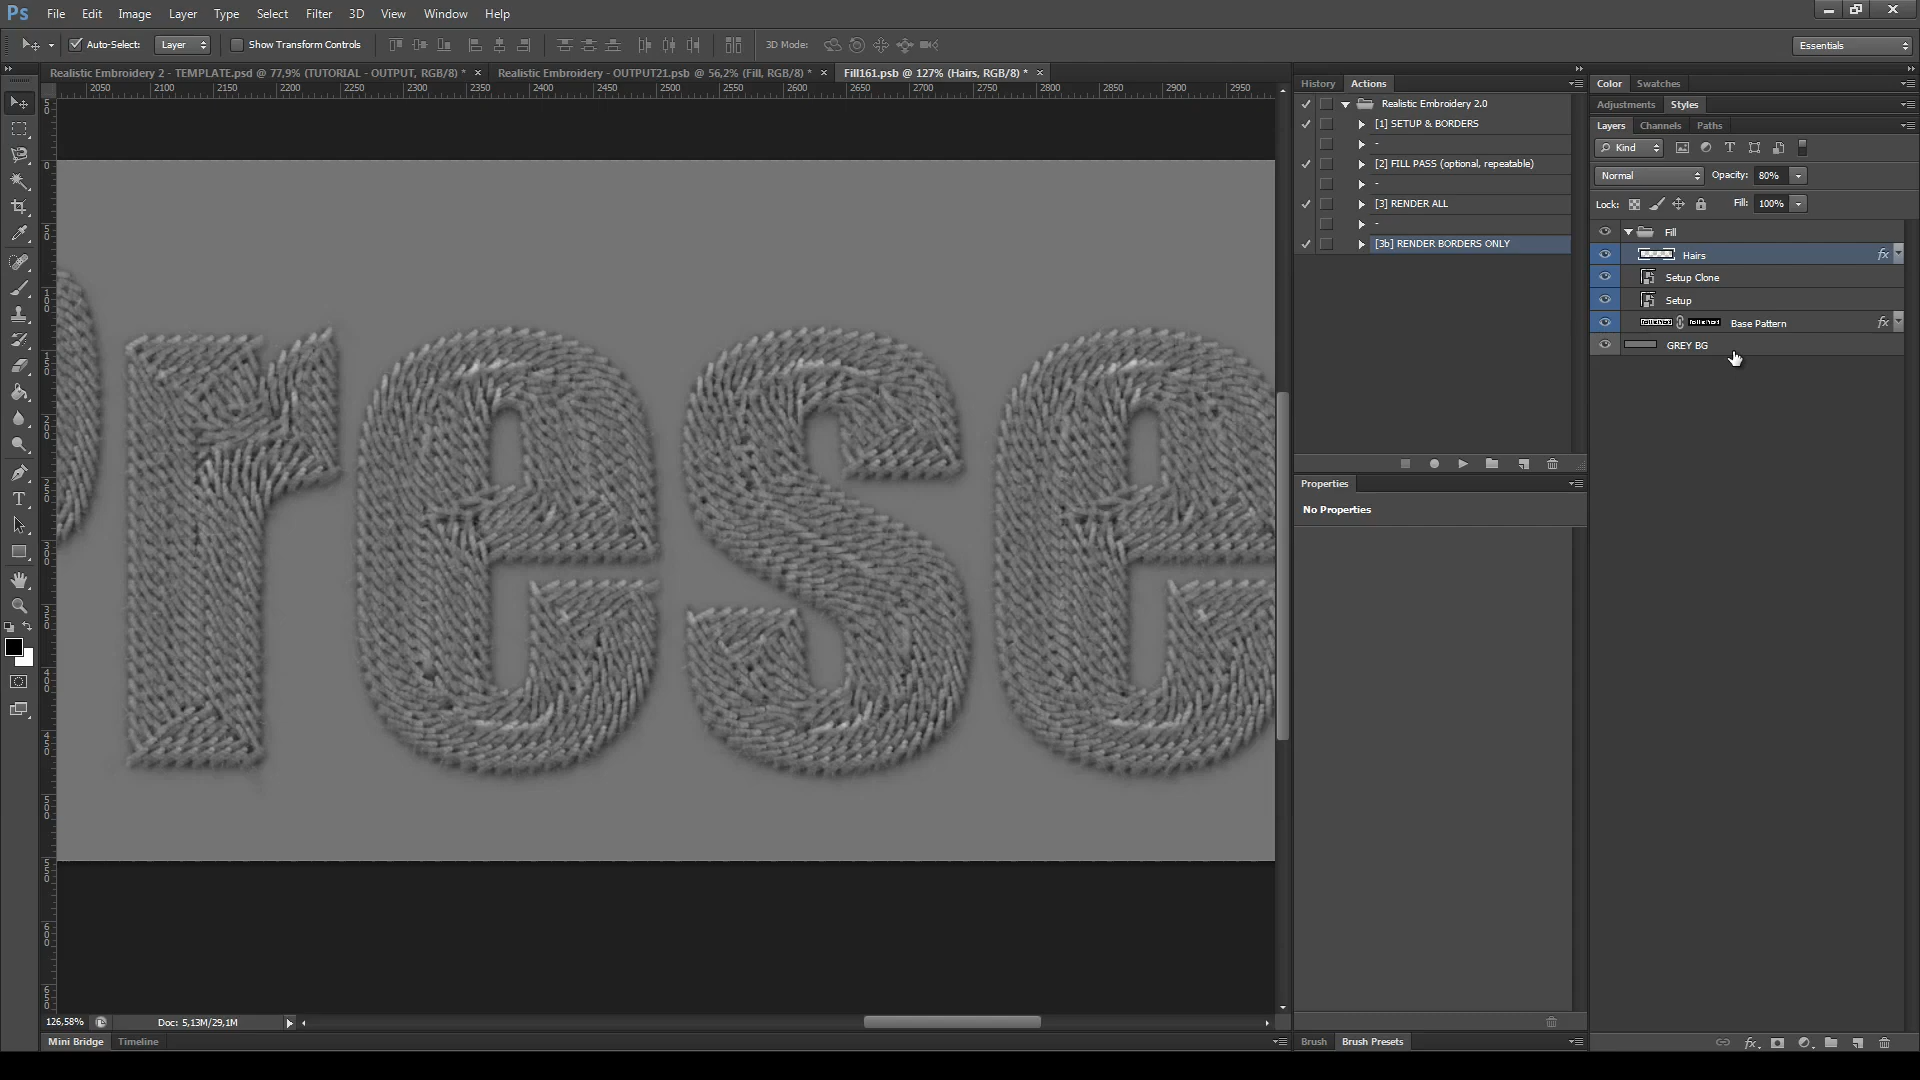 Ps File Edit Image Layer Type Select Filter 3D View Window Help
Auto-Select: Layer Show Transform Controls 3D Mode: Essentials
Realistic Embroidery 2 - TEMPLATE.psd @ 77,9% (TUTORIAL - OUTPUT, RGB/8) * × Realistic Embroidery - OUTPUT21.psb @ 56,2% (Fill, RGB/8) * × Fill161.psb @ 127% (Hairs, RGB/8) * ×
2050 2100 2150 2200 2250 2300 2350 2400 2450 2500 2550 2600 2650 2700 2750 2800 2850 2900 2950
History Actions
Realistic Embroidery 2.0
[1] SETUP & BORDERS
-
[2] FILL PASS (optional, repeatable)
-
[3] RENDER ALL
-
[3b] RENDER BORDERS ONLY
Properties
No Properties
Color Swatches
Adjustments Styles
Layers Channels Paths
Kind
Normal Opacity: 80%
Lock: Fill: 100%
Fill
Hairs fx
Setup Clone
Setup
Base Pattern fx
GREY BG
rese
126,58% Doc: 5,13M/29,1M
Mini Bridge Timeline
Brush Brush Presets
fx